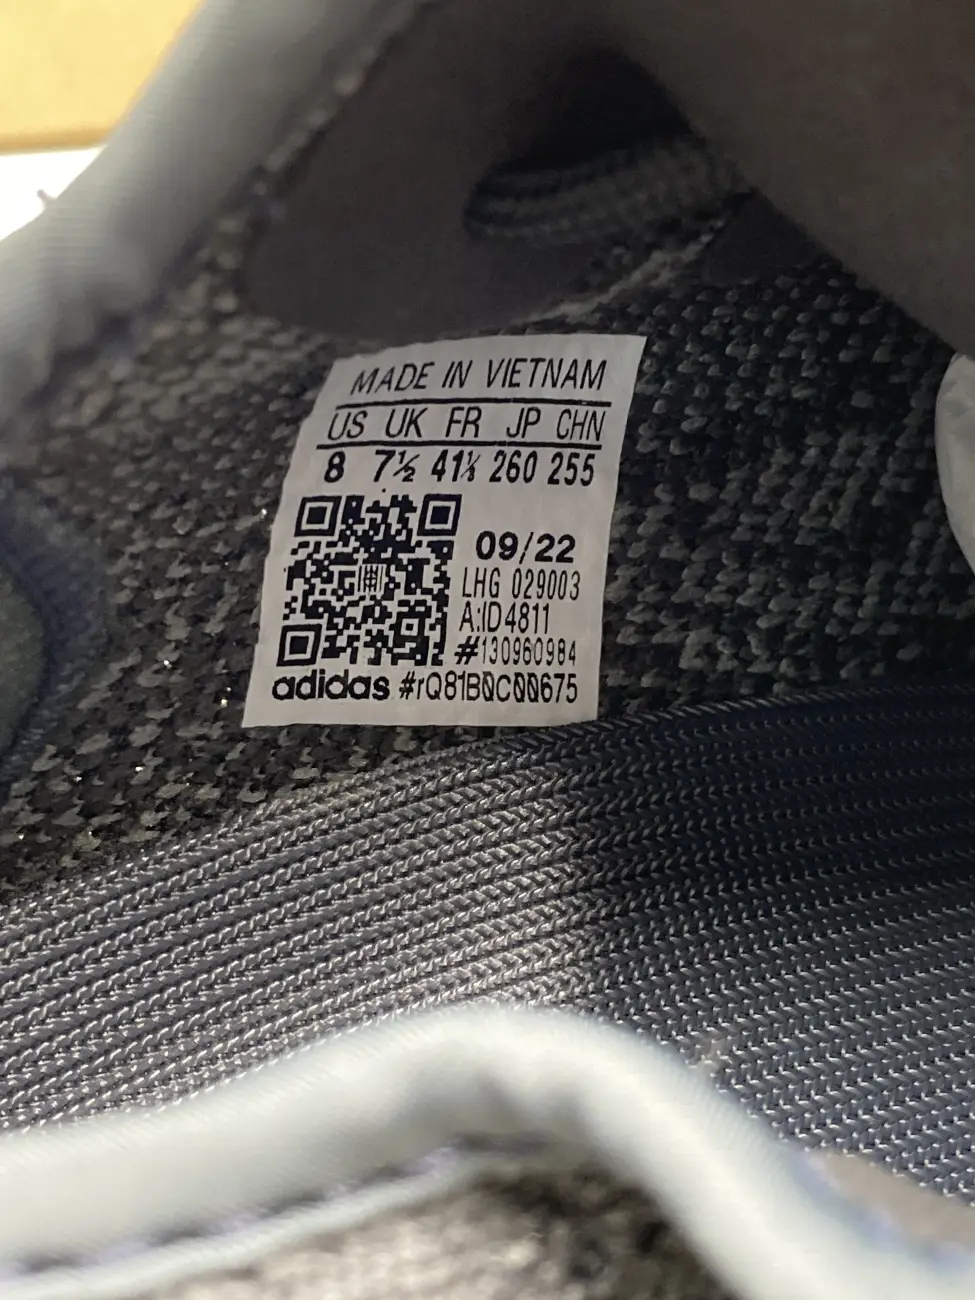 MADE IN VIETNAM
US UK FR JP CHN
8 7½ 41⅓ 260 255
09/22
LHG 029003
A:ID4811
#130960984
adidas #rQ81B0C00675